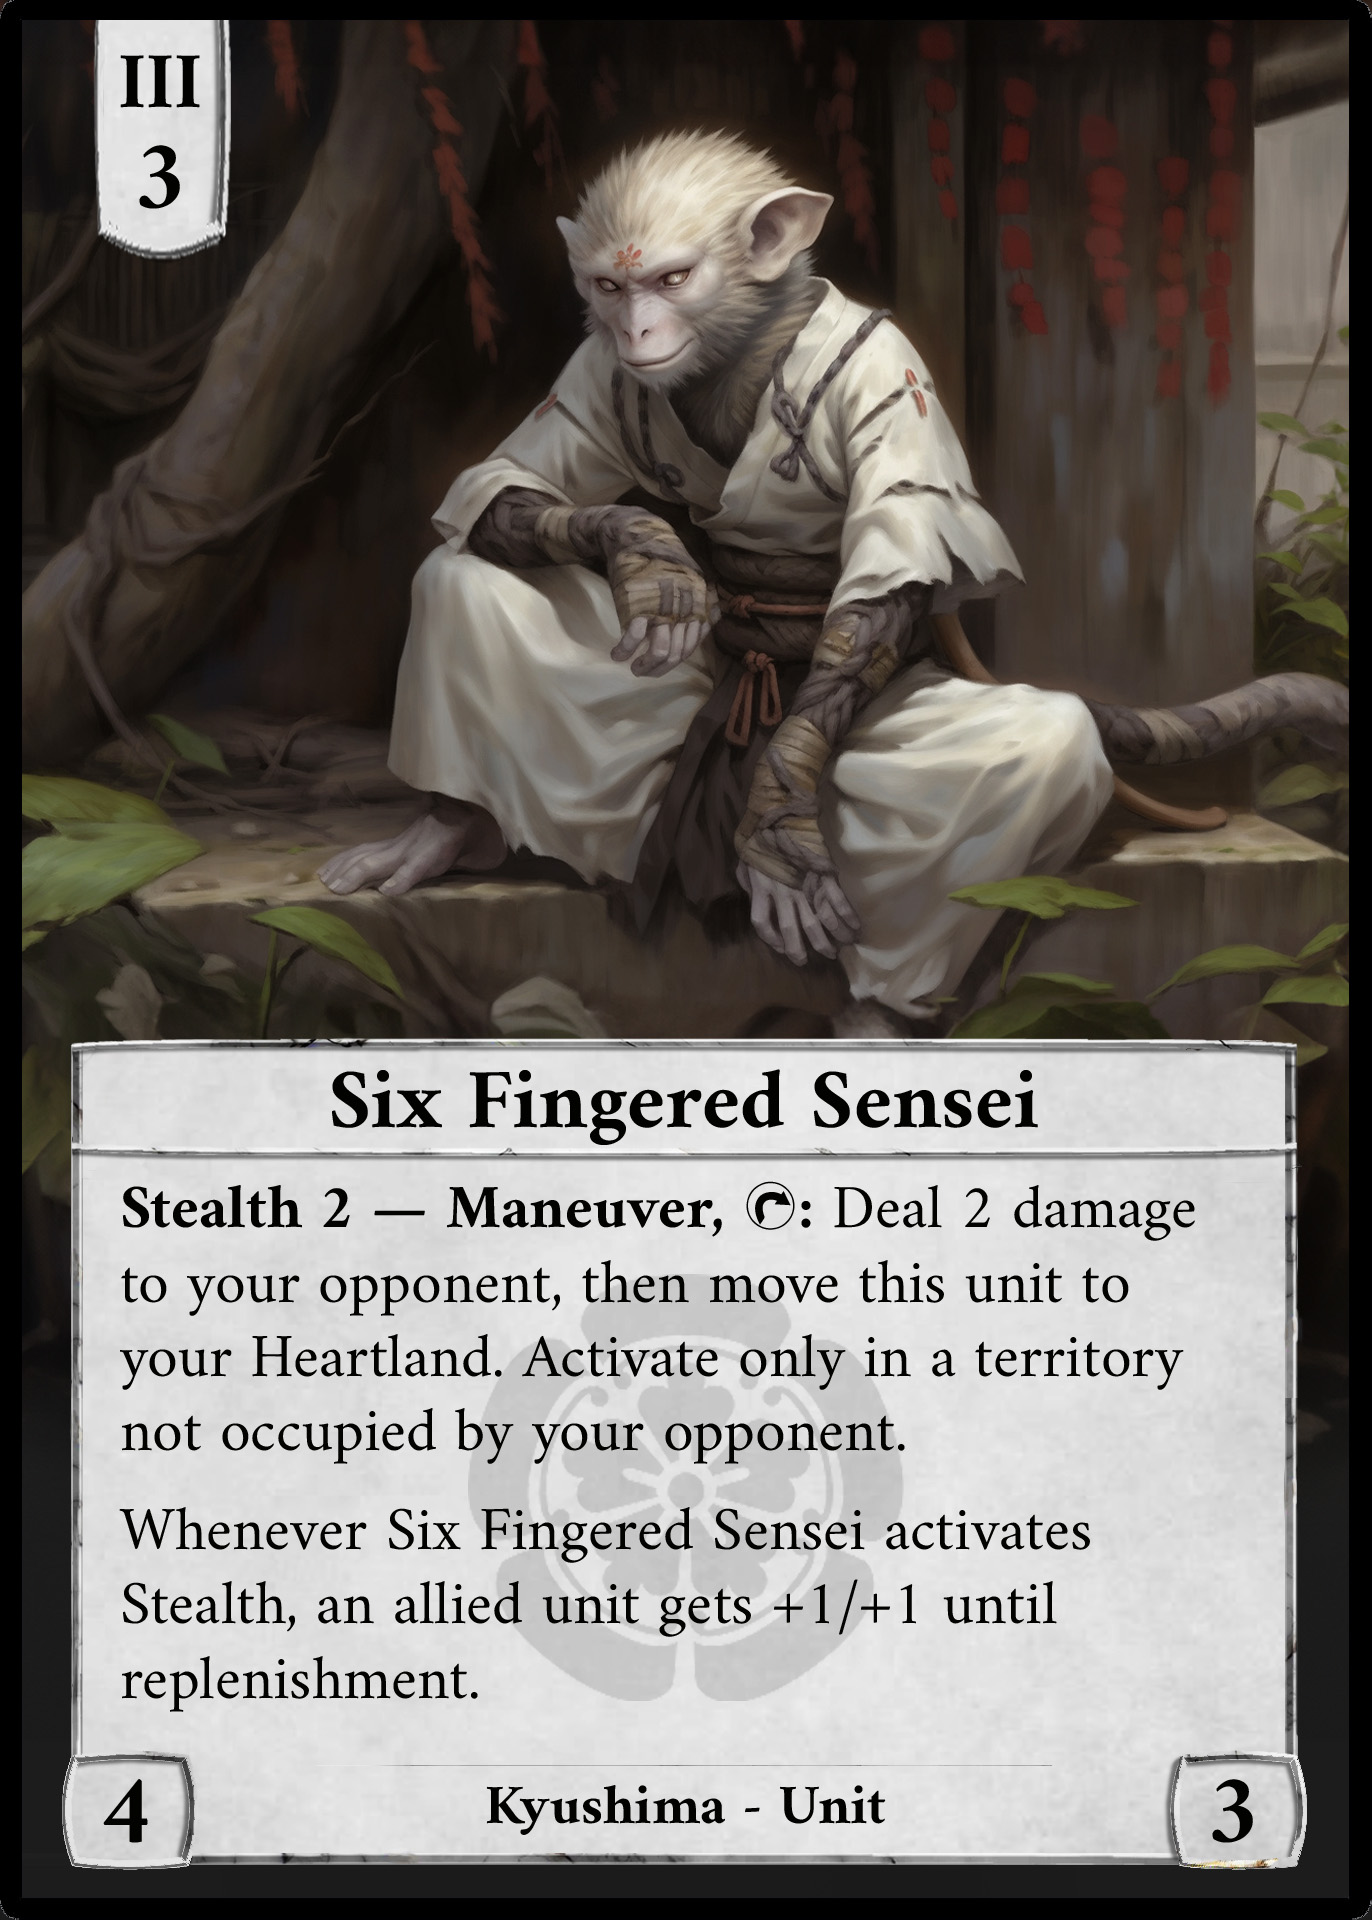 III
3
Six Fingered Sensei
Stealth 2 — Maneuver, : Deal 2 damage
to your opponent, then move this unit to
your Heartland. Activate only in a territory
not occupied by your opponent.
Whenever Six Fingered Sensei activates
Stealth, an allied unit gets +1/+1 until
replenishment.
4
Kyushima - Unit
3